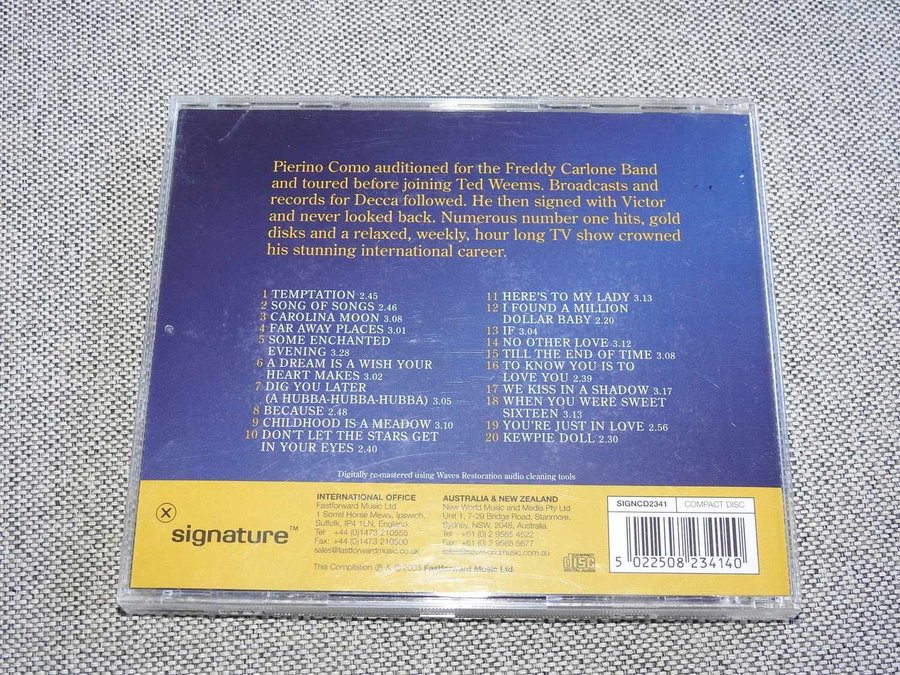 Pierino Como auditioned for the Freddy Carlone Band
and toured before joining Ted Weems. Broadcasts and
records for Decca followed. He then signed with Victor
and never looked back. Numerous number one hits, gold
disks and a relaxed, weekly, hour long TV show crowned
his stunning international career.
1 TEMPTATION 2.45
2 SONG OF SONGS 2.46
3 CAROLINA MOON 3.08
4 FAR AWAY PLACES 3.01
5 SOME ENCHANTED
EVENING 3.28
6 A DREAM IS A WISH YOUR
HEART MAKES 3.02
7 DIG YOU LATER
(A HUBBA-HUBBA-HUBBA) 3.05
8 BECAUSE 2.48
9 CHILDHOOD IS A MEADOW 3.10
10 DON'T LET THE STARS GET
IN YOUR EYES 2.40
11 HERE'S TO MY LADY 3.13
12 I FOUND A MILLION
DOLLAR BABY 2.20
13 IF 3.04
14 NO OTHER LOVE 3.12
15 TILL THE END OF TIME 3.08
16 TO KNOW YOU IS TO
LOVE YOU 2.39
17 WE KISS IN A SHADOW 3.17
18 WHEN YOU WERE SWEET
SIXTEEN 3.13
19 YOU'RE JUST IN LOVE 2.56
20 KEWPIE DOLL 2.30
Digitally re-mastered using Waves Restoration audio cleaning tools
signature™
INTERNATIONAL OFFICE
Fastforward Music Ltd
1 Sorrel Horse Mews, Ipswich,
Suffolk, IP4 1LN, England.
Tel: +44 (0)1473 210555
Fax: +44 (0)1473 210500
sales@fastforwardmusic.co.uk
AUSTRALIA & NEW ZEALAND
New World Music and Media Pty Ltd
Unit 1, 7-29 Bridge Road, Stanmore,
Sydney, NSW, 2048, Australia.
Tel: +61 (0) 2 9565 4522
Fax: +61 (0) 2 9565 5677
sales@newworldmusic.com.au
This Compilation ℗ & © 2003 Fastforward Music Ltd.
COMPACT
disc
DIGITAL AUDIO
SIGNCD2341 COMPACT DISC
5 022508 234140